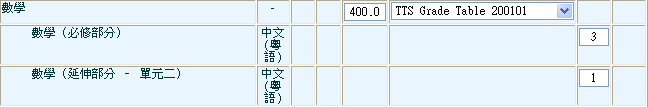 數學 - 400.0 TTS Grade Table 200101
數學（必修部分） 中文（粵語） 3
數學（延伸部分 - 單元二） 中文（粵語） 1